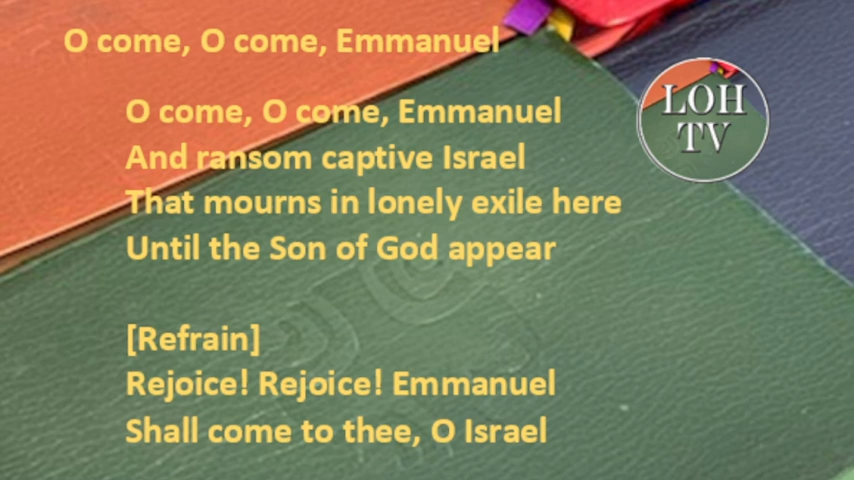 O come, O come, Emmanuel
LOH
TV
O come, O come, Emmanuel
And ransom captive Israel
That mourns in lonely exile here
Until the Son of God appear
[Refrain]
Rejoice! Rejoice! Emmanuel
Shall come to thee, O Israel